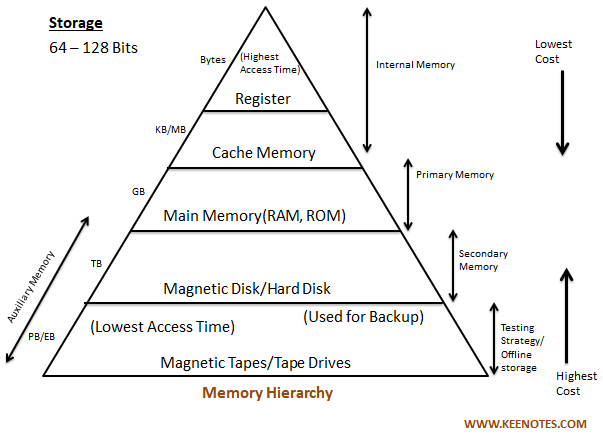 Storage
64 – 128 Bits
Bytes
(Highest
Access Time)
Register
Internal Memory
Lowest
Cost
KB/MB
Cache Memory
Primary Memory
GB
Main Memory(RAM, ROM)
Secondary
Memory
Auxiliary Memory
TB
Magnetic Disk/Hard Disk
(Lowest Access Time)
(Used for Backup)
PB/EB
Testing
Strategy/
Offline
storage
Magnetic Tapes/Tape Drives
Highest
Cost
Memory Hierarchy
WWW.KEENOTES.COM